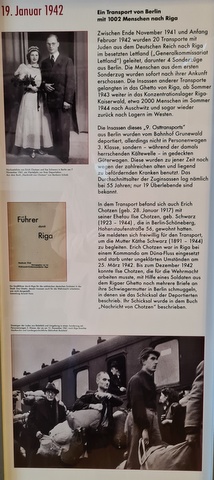 19. Januar 1942
Ein Transport von Berlin
mit 1002 Menschen nach Riga
Zwischen Ende November 1941 und Anfang
Februar 1942 wurden 20 Transporte mit
Juden aus dem Deutschen Reich nach Riga
im besetzten Lettland („Generalkommissariat
Lettland“) geleitet, darunter 4 Sonderzüge
aus Berlin. Die Menschen aus dem ersten
Sonderzug wurden sofort nach ihrer Ankunft
erschossen. Die Insassen anderer Transporte
gelangten in das Ghetto von Riga, ab Sommer
1943 weiter in das Konzentrationslager Riga-
Kaiserwald, etwa 2000 Menschen im Sommer
1944 nach Auschwitz und sogar wieder
zurück nach Lagern im Westen.
Die Insassen dieses „9. Osttransports“
aus Berlin wurden vom Bahnhof Grunewald
deportiert, allerdings nicht in Personenwagen
3. Klasse, sondern – während der damals
herrschenden Kältewelle – in gedeckten
Güterwagen. Diese wurden zu jener Zeit noch
wegen der zahlreichen alten und liegend
zu befördernden Kranken benutzt. Das
Durchschnittsalter der Zuginsassen lag nämlich
bei 55 Jahren; nur 19 Überlebende sind
bekannt.
In dem Transport befand sich auch Erich
Chotzen (geb. 28. Januar 1917) mit
seiner Ehefrau Ilse Chotzen, geb. Schwarz
(1923 – 1944) , die in Berlin-Schöneberg,
Hohenstaufenstraße 56, gewohnt hatten.
Sie meldeten sich freiwillig für den Transport,
um die Mutter Käthe Schwarz (1891 – 1944)
zu begleiten. Erich Chotzen war in Riga bei
einem Kommando am Düna-Fluss eingesetzt
und starb unter ungeklärten Umständen am
25. März 1942. Bis zum Dezember 1942
konnte Ilse Chotzen, die für die Wehrmacht
arbeiten musste, mit Hilfe eines Soldaten aus
dem Rigaer Ghetto noch mehrere Briefe an
ihre Schwiegermutter in Berlin schmuggeln,
in denen sie das Schicksal der Deportierten
beschrieb. Ihr Schicksal wurde in dem Buch
„Nachricht von Chotzen“ beschrieben.
Führer
durch
Riga